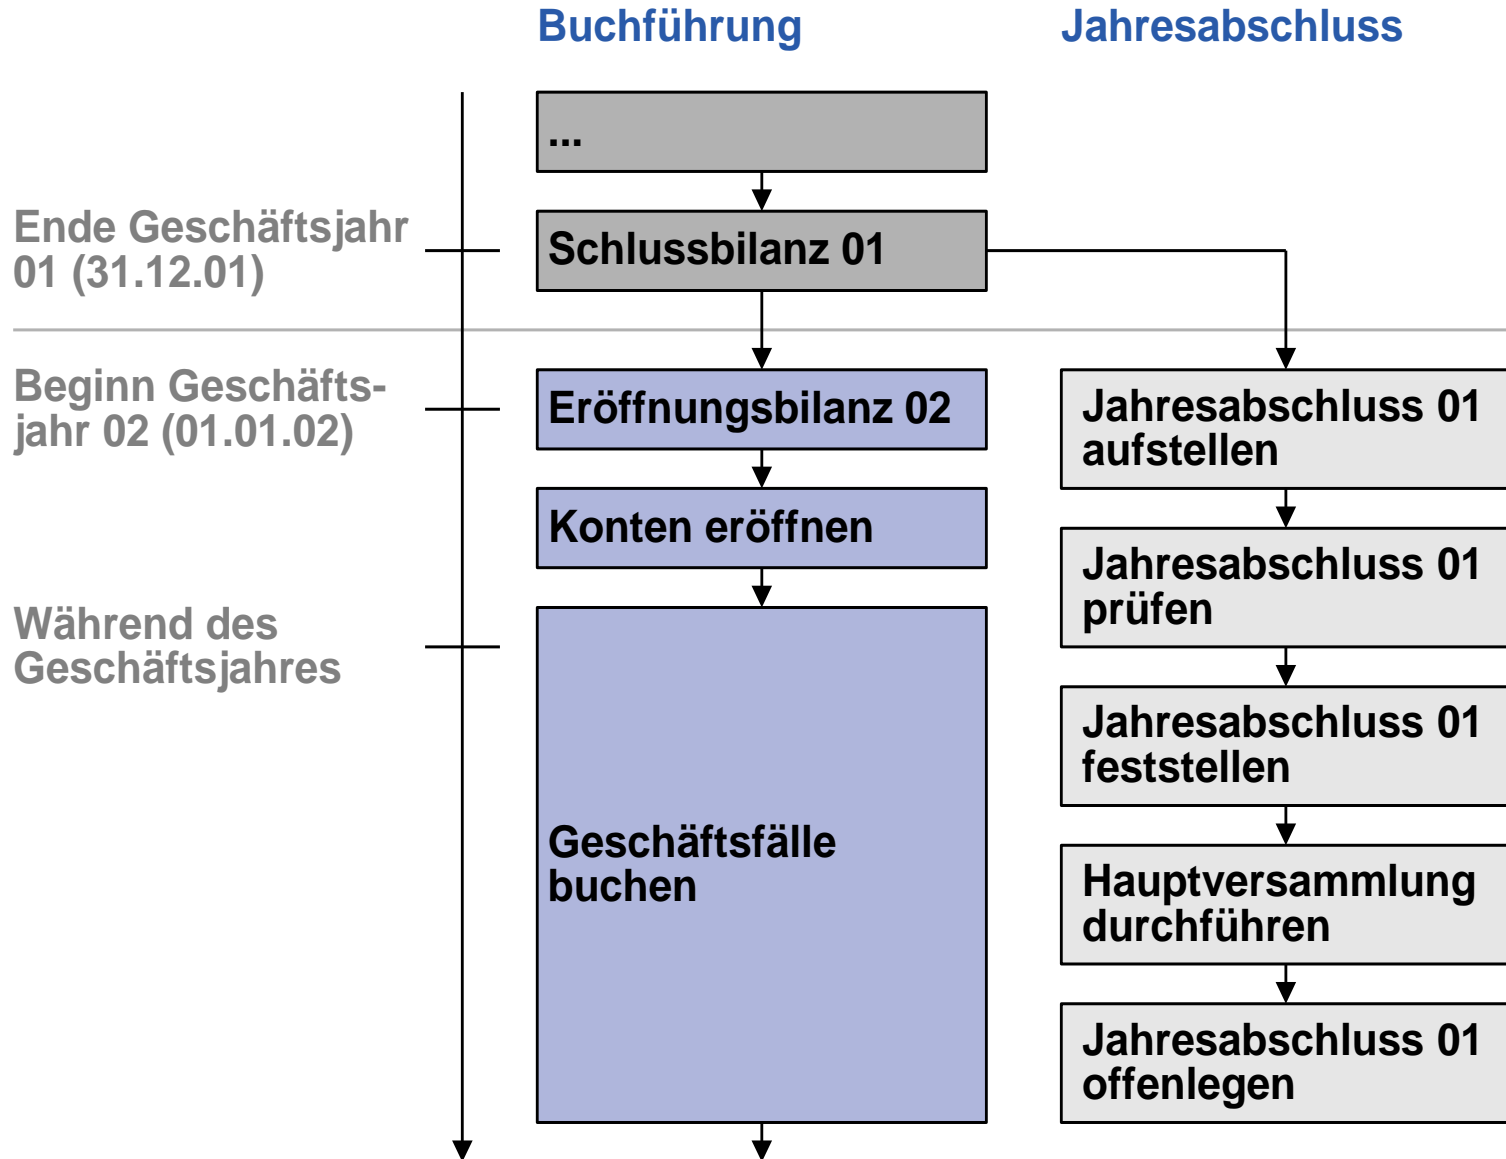 Buchführung
Jahresabschluss
...
Ende Geschäftsjahr
01 (31.12.01)
Schlussbilanz 01
Beginn Geschäfts-
jahr 02 (01.01.02)
Eröffnungsbilanz 02
Jahresabschluss 01
aufstellen
Konten eröffnen
Jahresabschluss 01
prüfen
Während des
Geschäftsjahres
Geschäftsfälle
buchen
Jahresabschluss 01
feststellen
Hauptversammlung
durchführen
Jahresabschluss 01
offenlegen